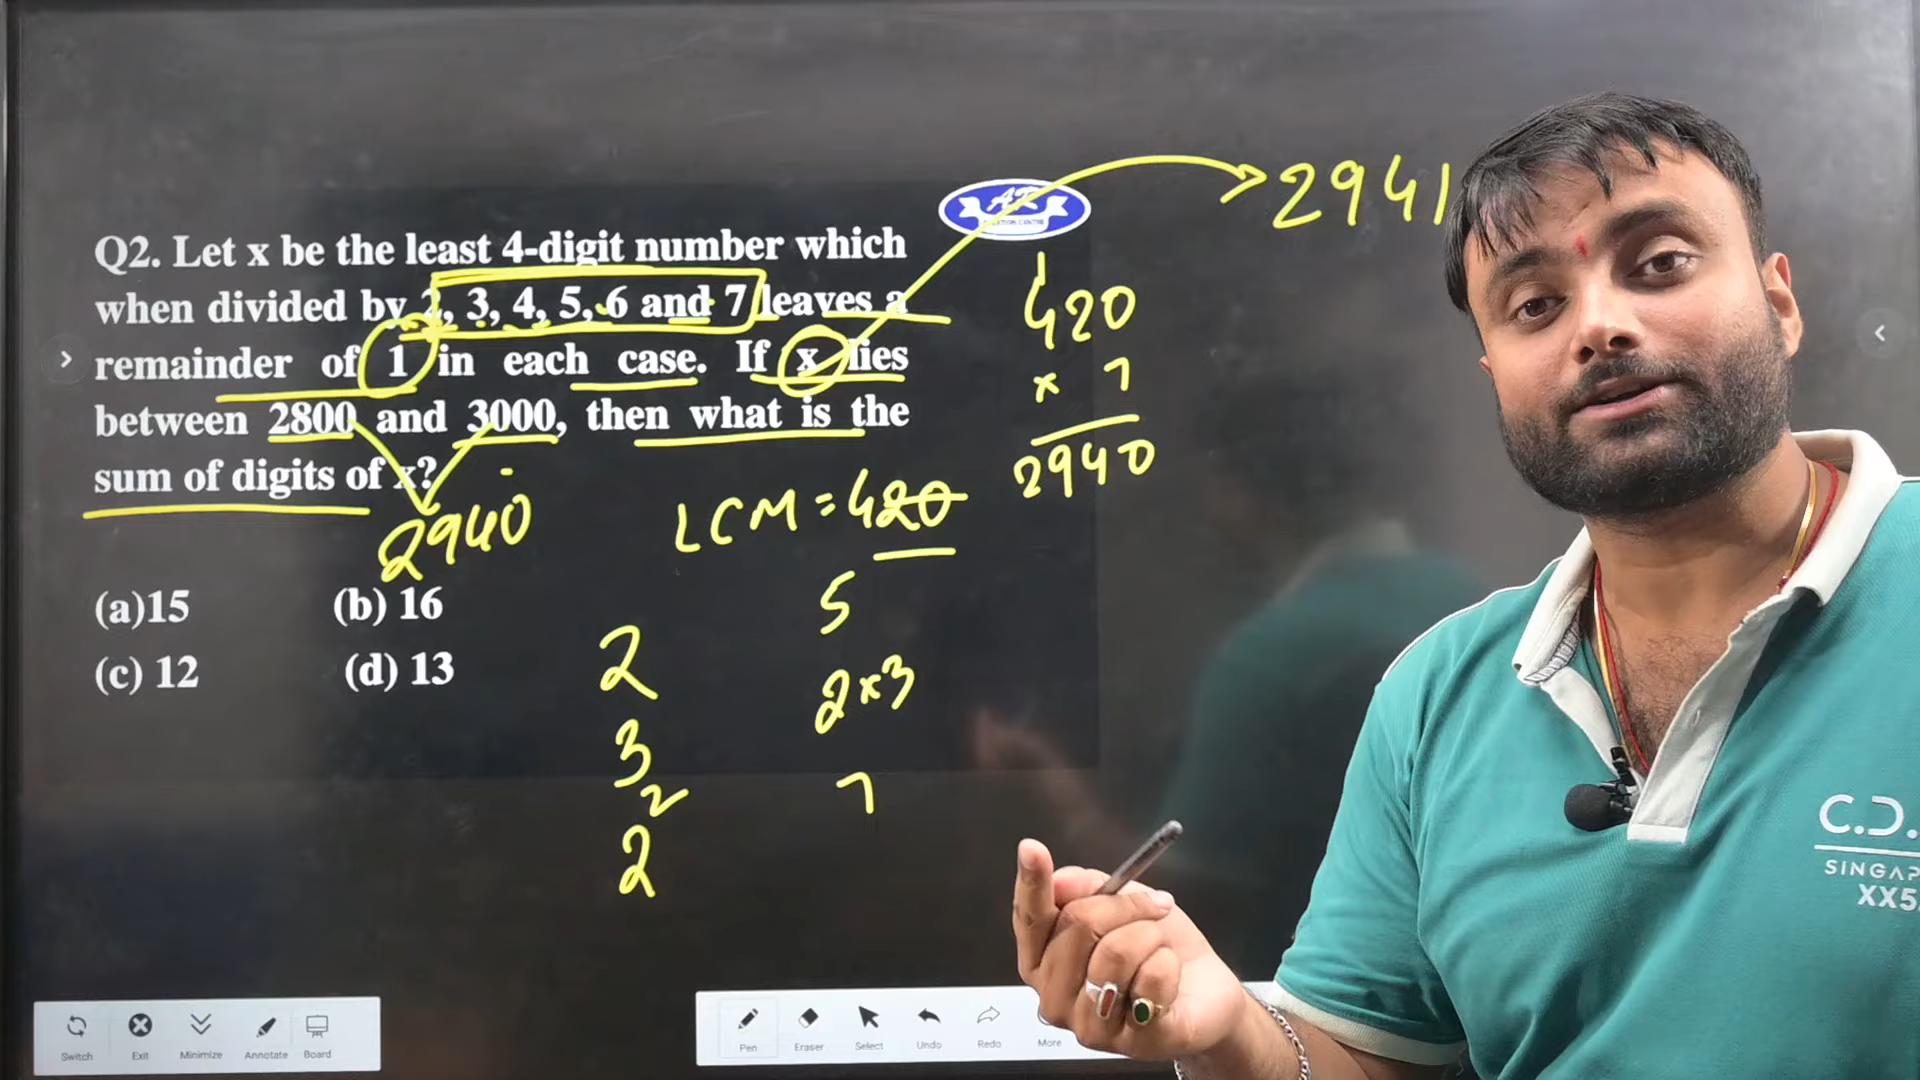 Q2. Let x be the least 4-digit number which
when divided by 2, 3, 4, 5, 6 and 7 leaves a
remainder of 1 in each case. If x lies
between 2800 and 3000, then what is the
sum of digits of x?
(a)15 (b) 16
(c) 12 (d) 13
2940
LCM = 420
2
3
2
2
5
2×3
7
420
× 7
2940
2941
C.D.
SINGAP
XX5
Switch Exit Minimize Annotate Board
Pen Eraser Select Undo Redo More